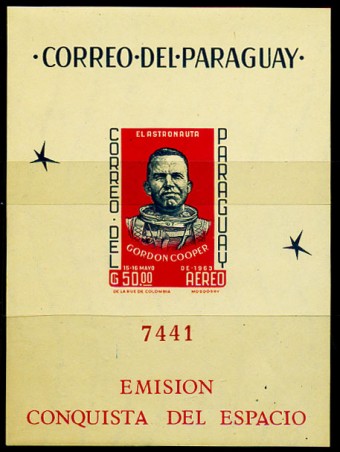 ·CORREO·DEL·PARAGUAY·
EL ASTRONAUTA
CORREO·DEL
PARAGUAY
GORDON COOPER
15-16 MAYO DE-1963
G 50.00 AEREO
DE LA RUE DE COLOMBIA
7441
EMISION
CONQUISTA DEL ESPACIO